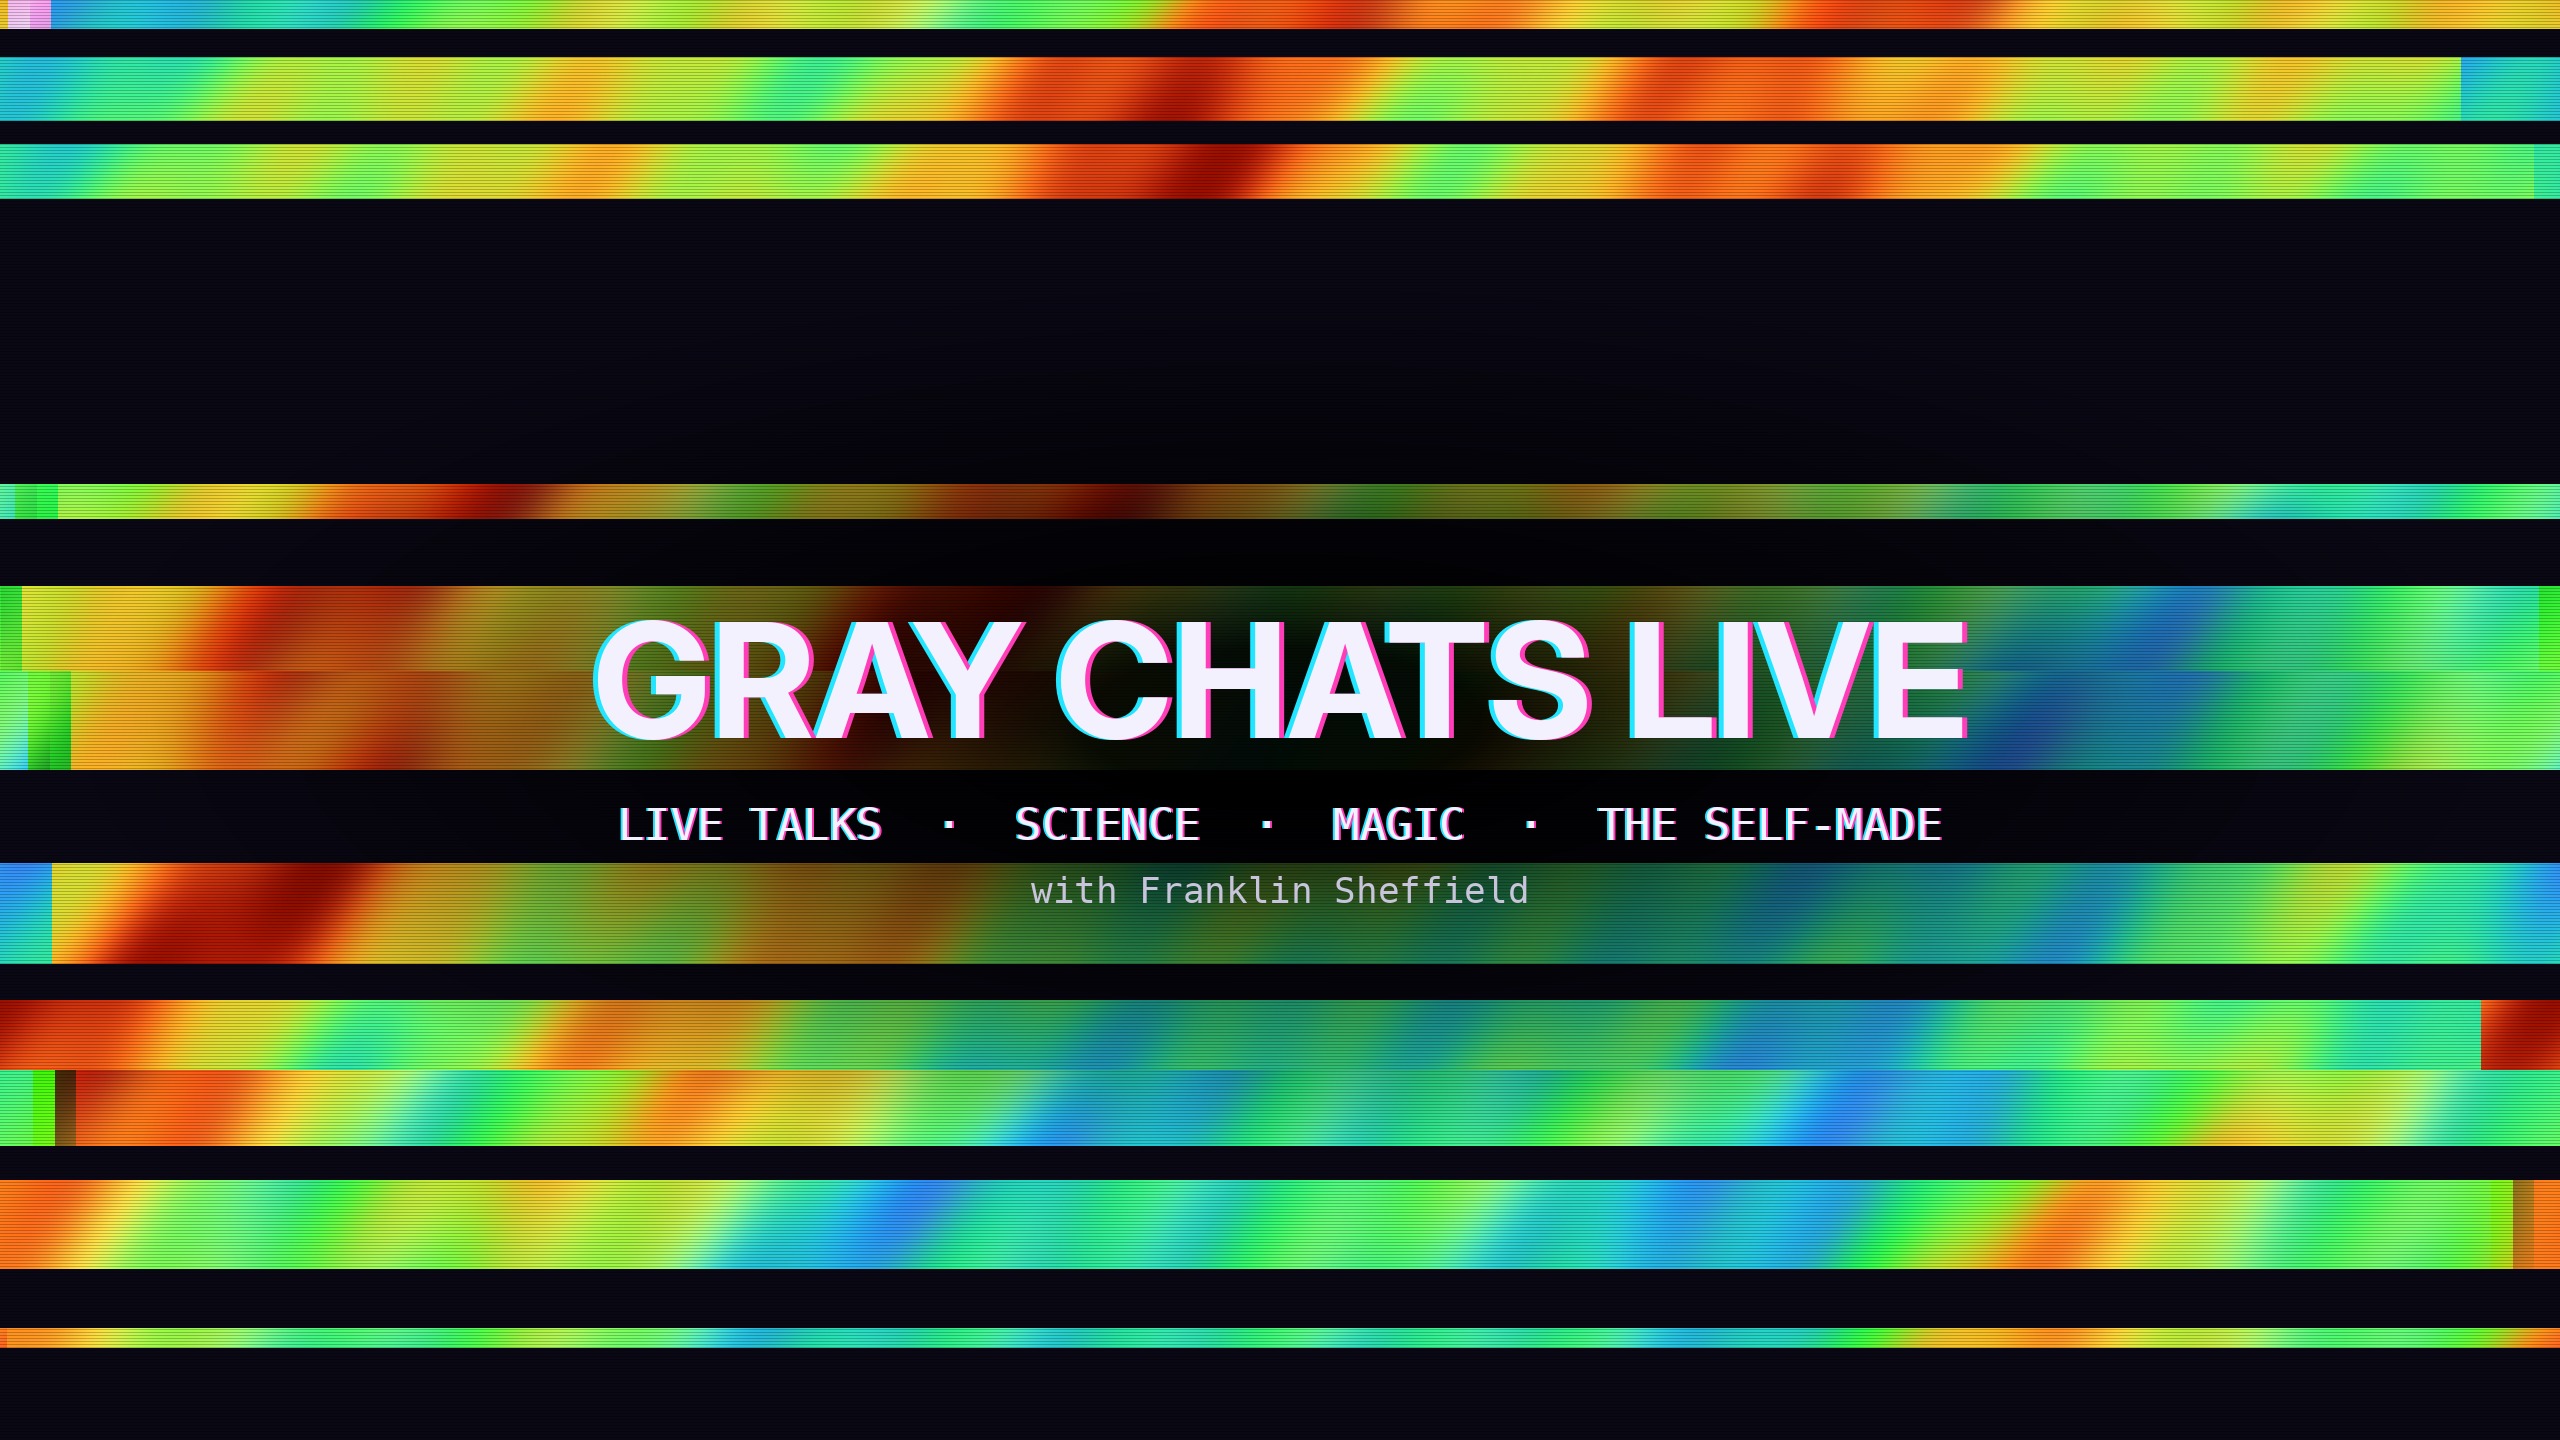 GRAY CHATS LIVE
LIVE TALKS · SCIENCE · MAGIC · THE SELF-MADE
with Franklin Sheffield